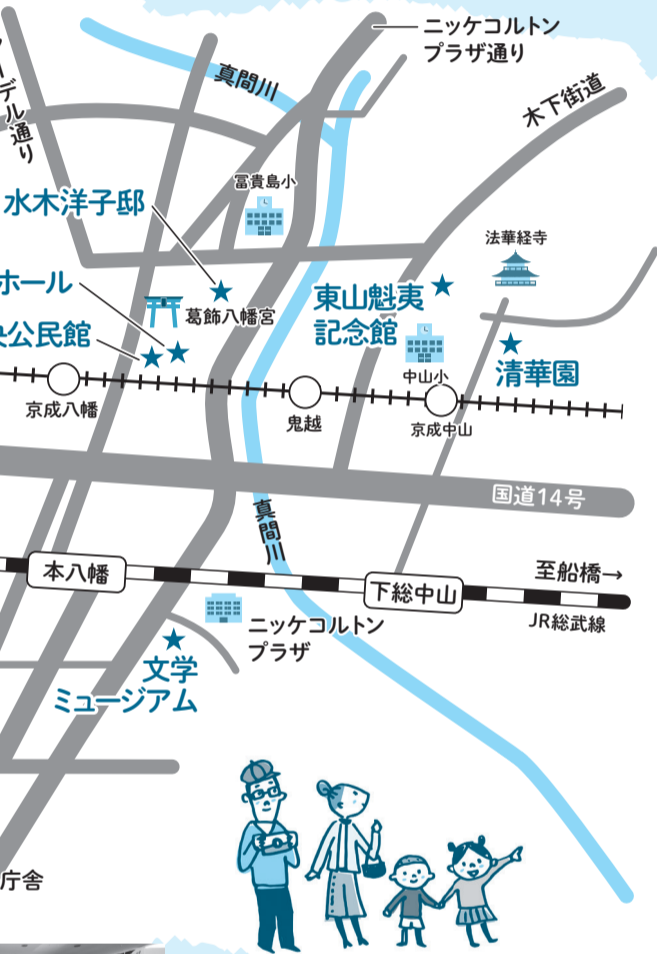 ニッケコルトン
プラザ通り
ーデル通り
真間川
木下街道
冨貴島小
水木洋子邸
法華経寺
ホール
東山魁夷
記念館
葛飾八幡宮
央公民館
中山小
清華園
京成八幡
鬼越
京成中山
国道14号
真間川
本八幡
至船橋→
下総中山
JR総武線
ニッケコルトン
プラザ
文学
ミュージアム
庁舎